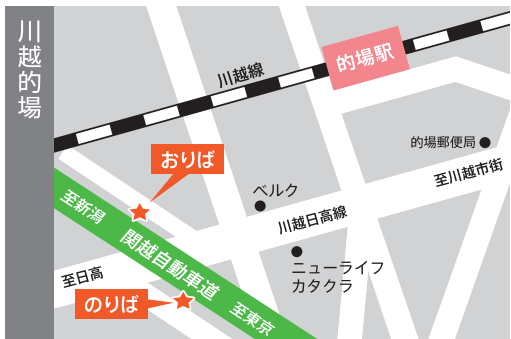 川越的場
的場駅
川越線
的場郵便局
至川越市街
おりば
ベルク
至新潟
川越日高線
関越自動車道
ニューライフ
カタクラ
至日高
のりば
至東京